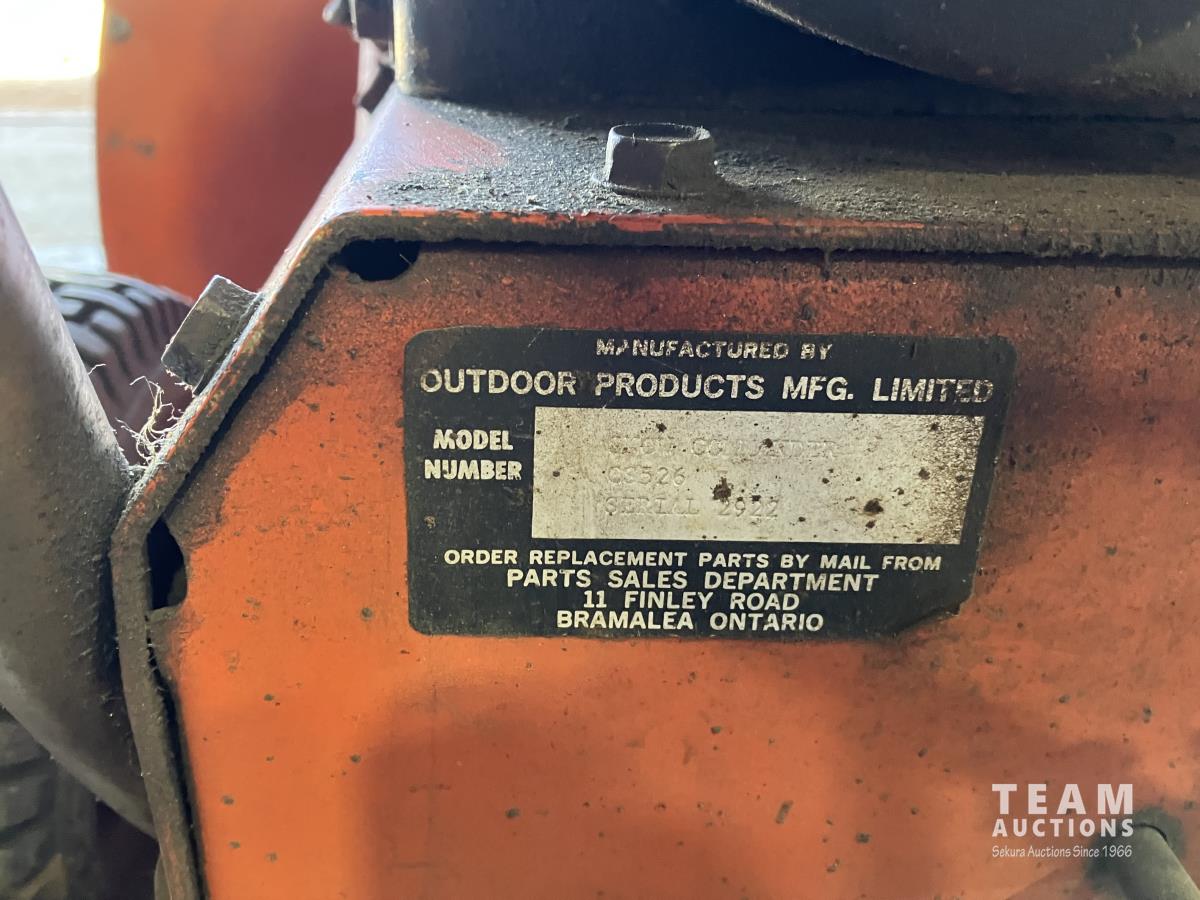 MANUFACTURED BY
OUTDOOR PRODUCTS MFG. LIMITED
MODEL
NUMBER
CS526
SERIAL 2922
ORDER REPLACEMENT PARTS BY MAIL FROM
PARTS SALES DEPARTMENT
11 FINLEY ROAD
BRAMALEA ONTARIO
TEAM
AUCTIONS
Sekura Auctions Since 1966